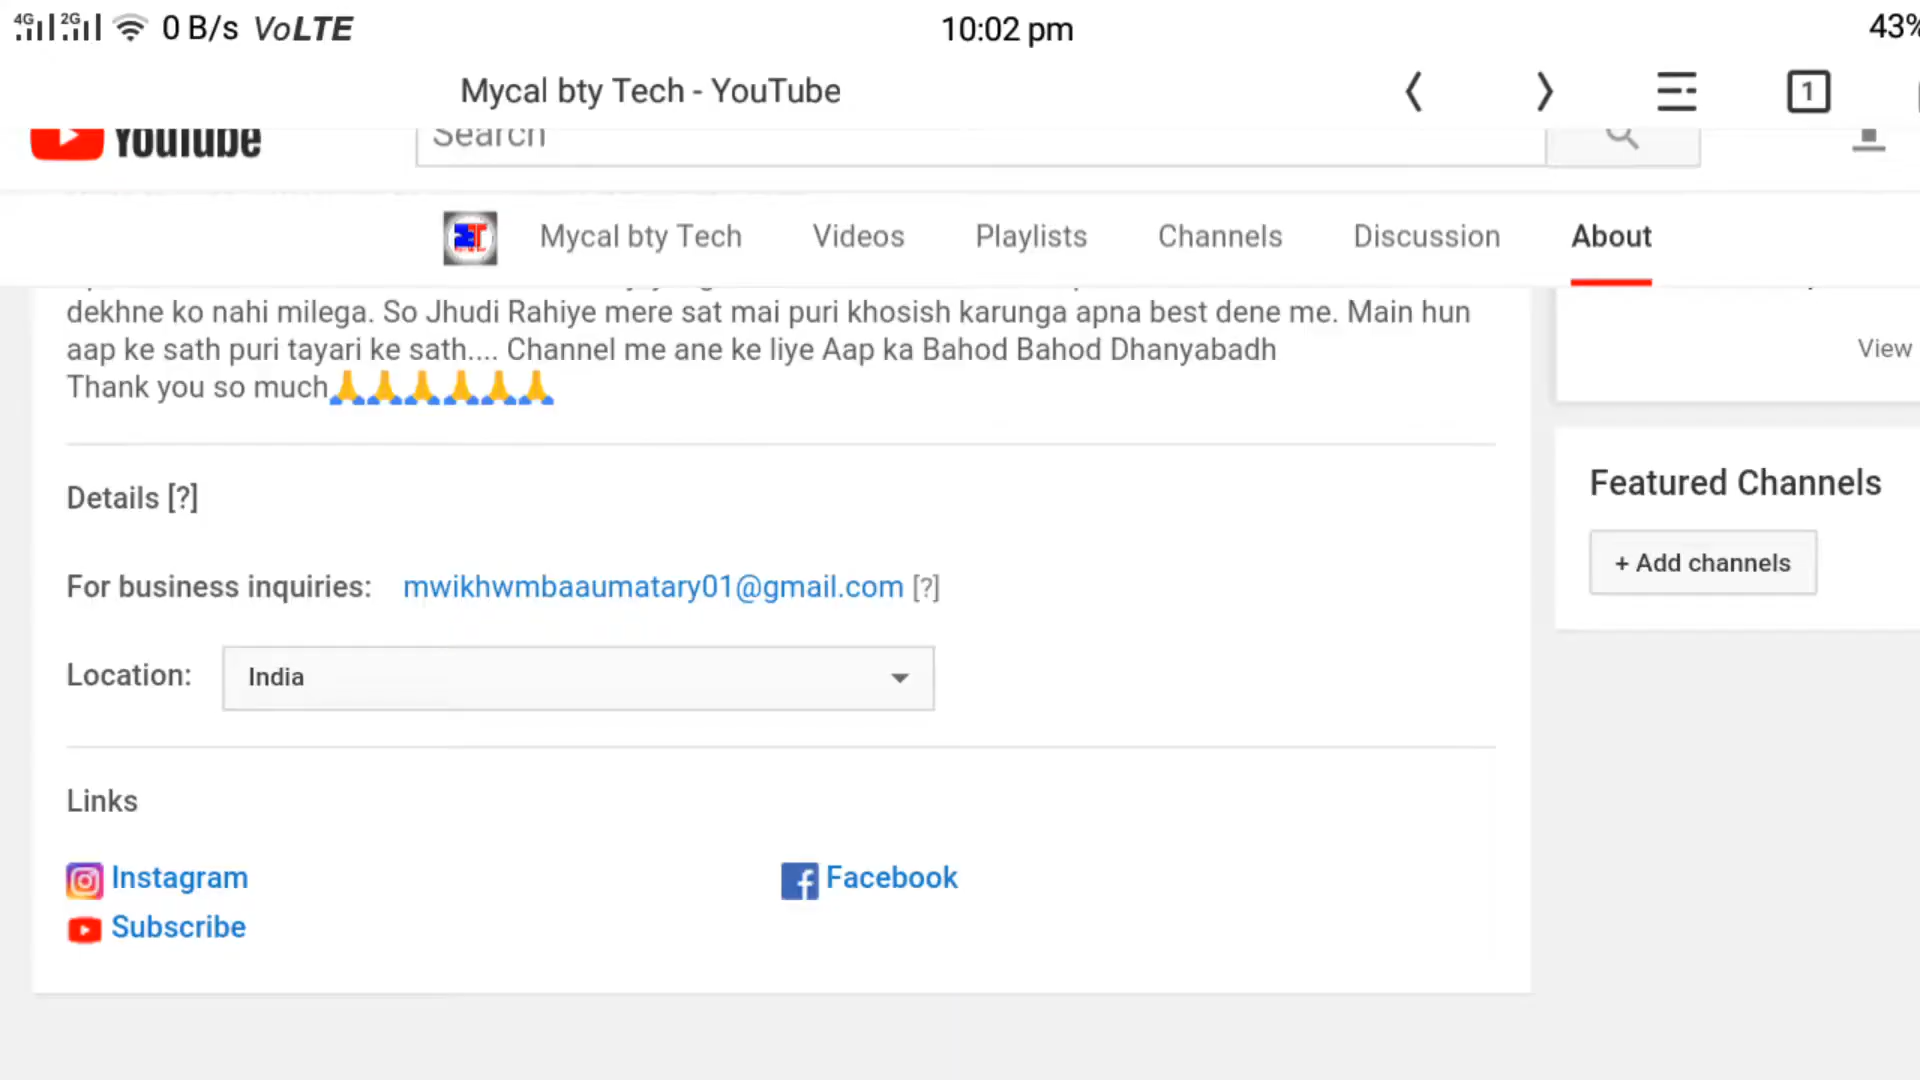 4G 2G 0 B/s VoLTE 10:02 pm 43%
Mycal bty Tech - YouTube 1
YouTube Search
Mycal bty Tech Videos Playlists Channels Discussion About
dekhne ko nahi milega. So Jhudi Rahiye mere sat mai puri khosish karunga apna best dene me. Main hun
aap ke sath puri tayari ke sath.... Channel me ane ke liye Aap ka Bahod Bahod Dhanyabadh
Thank you so much🙏🙏🙏🙏🙏🙏
View
Details [?]
Featured Channels
+ Add channels
For business inquiries: mwikhwmbaaumatary01@gmail.com [?]
Location: India
Links
Instagram Facebook
Subscribe